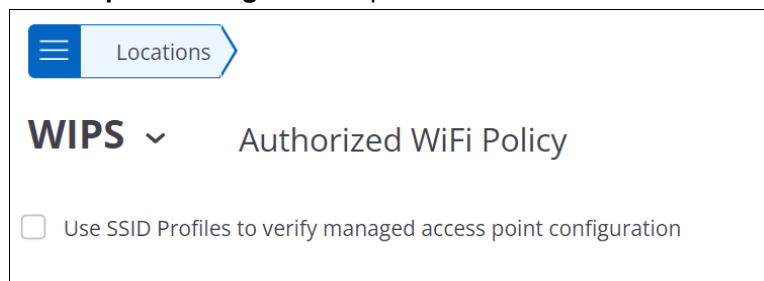 Locations
WIPS Authorized WiFi Policy
Use SSID Profiles to verify managed access point configuration